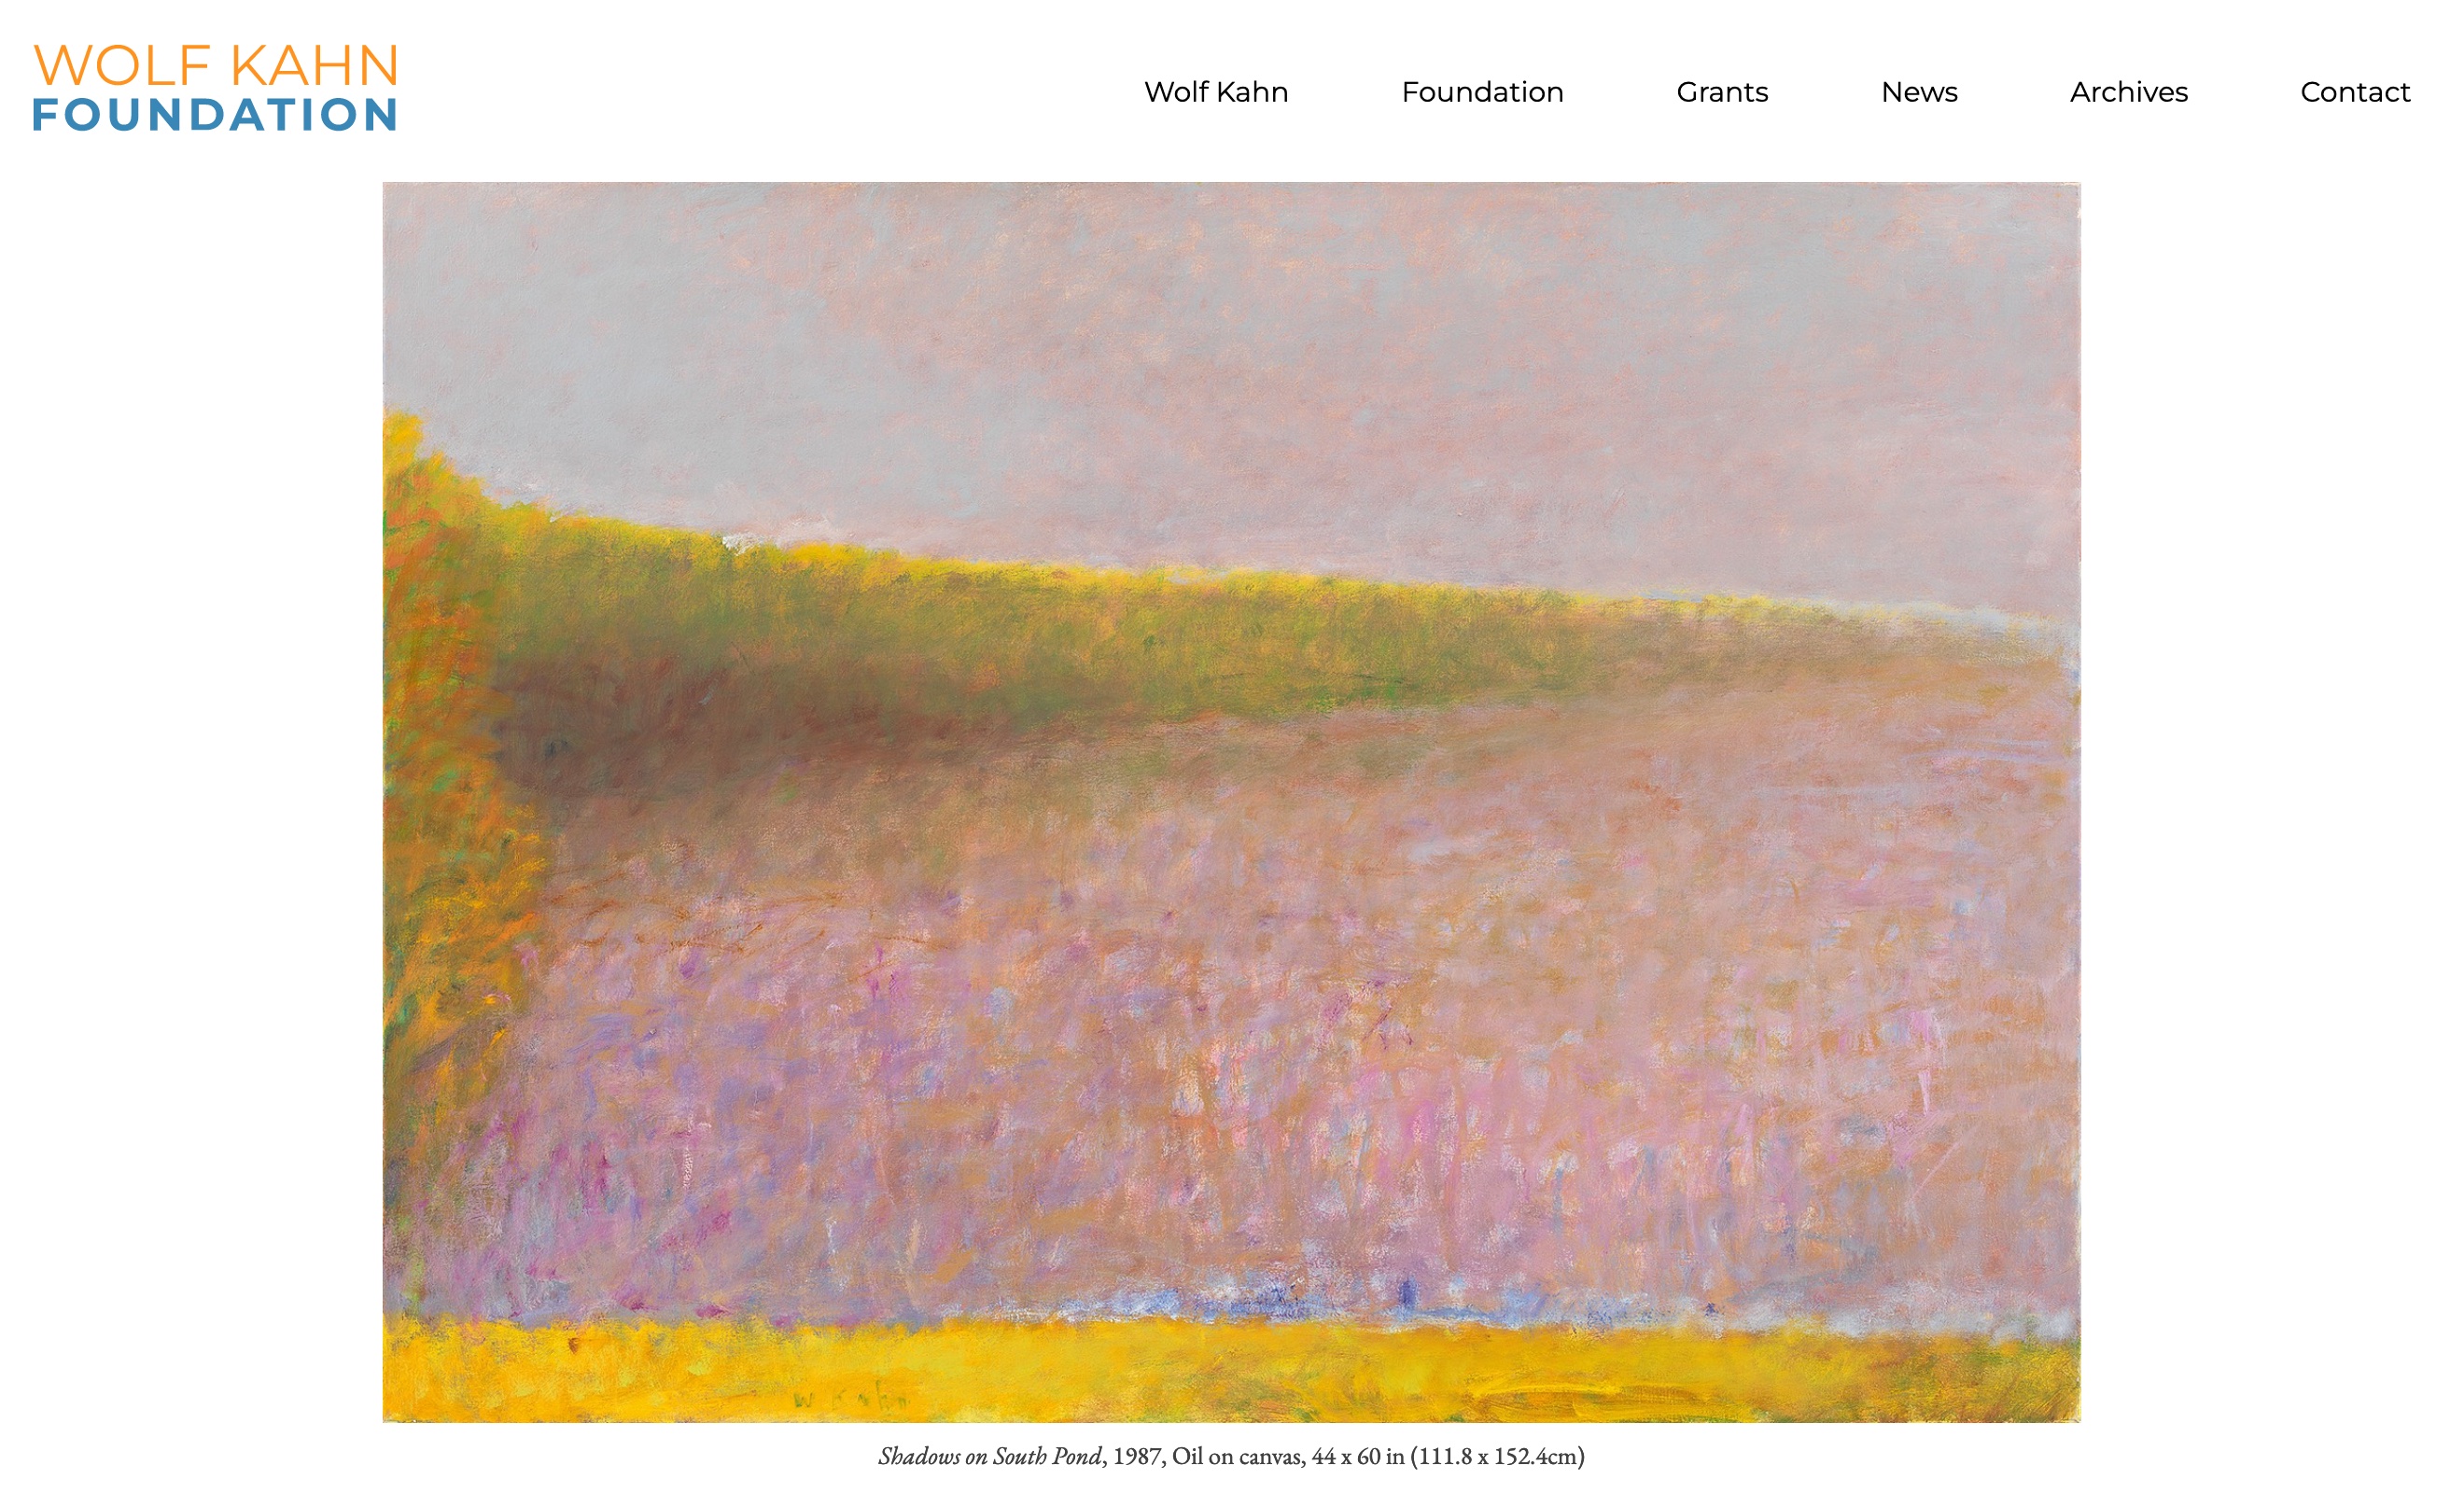 WOLF KAHN
FOUNDATION
Wolf Kahn Foundation Grants News Archives Contact
W Kahn
Shadows on South Pond, 1987, Oil on canvas, 44 x 60 in (111.8 x 152.4cm)